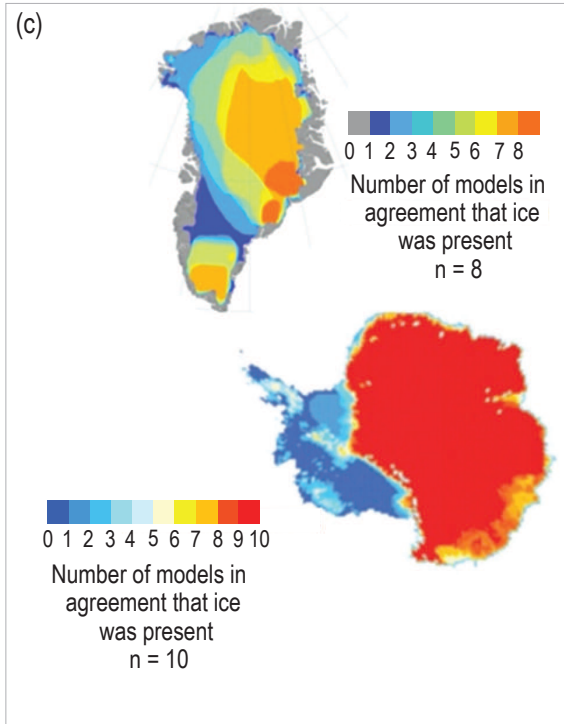 (c)
0 1 2 3 4 5 6 7 8
Number of models in
agreement that ice
was present
n = 8
0 1 2 3 4 5 6 7 8 9 10
Number of models in
agreement that ice
was present
n = 10